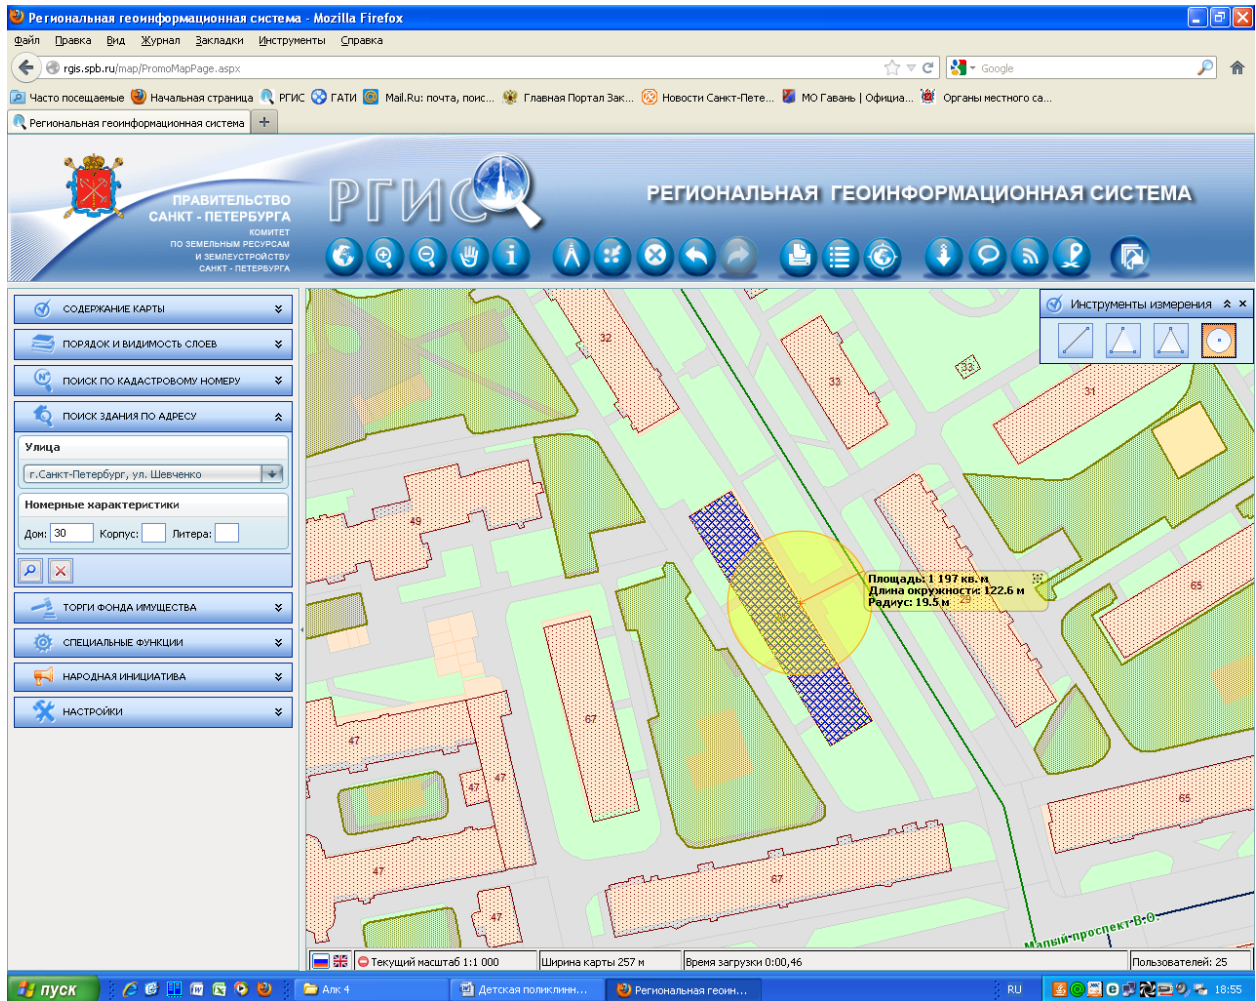 Региональная геоинформационная система - Mozilla Firefox
Файл Правка Вид Журнал Закладки Инструменты Справка
rgis.spb.ru/map/PromoMapPage.aspx
Google
Часто посещаемые Начальная страница РГИС ГАТИ Mail.Ru: почта, поис... Главная Портал Зак... Новости Санкт-Пете... МО Гавань | Официа... Органы местного са...
Региональная геоинформационная система
ПРАВИТЕЛЬСТВО
САНКТ - ПЕТЕРБУРГА
КОМИТЕТ
ПО ЗЕМЕЛЬНЫМ РЕСУРСАМ
И ЗЕМЛЕУСТРОЙСТВУ
САНКТ - ПЕТЕРБУРГА
РГИС
РЕГИОНАЛЬНАЯ ГЕОИНФОРМАЦИОННАЯ СИСТЕМА
СОДЕРЖАНИЕ КАРТЫ
ПОРЯДОК И ВИДИМОСТЬ СЛОЕВ
ПОИСК ПО КАДАСТРОВОМУ НОМЕРУ
ПОИСК ЗДАНИЯ ПО АДРЕСУ
Улица
г.Санкт-Петербург, ул. Шевченко
Номерные характеристики
Дом: 30 Корпус: Литера:
ТОРГИ ФОНДА ИМУЩЕСТВА
СПЕЦИАЛЬНЫЕ ФУНКЦИИ
НАРОДНАЯ ИНИЦИАТИВА
НАСТРОЙКИ
Инструменты измерения
32
33
33
31
49
Площадь: 1 197 кв. м
Длина окружности: 122.6 м
Радиус: 19.5 м
29
65
67
47
47
47
65
47
67
47
Малый проспект В.О.
Текущий масштаб 1:1 000
Ширина карты 257 м
Время загрузки 0:00,46
Пользователей: 25
пуск
Алк 4
Детская поликлинн...
Региональная геоин...
RU
18:55